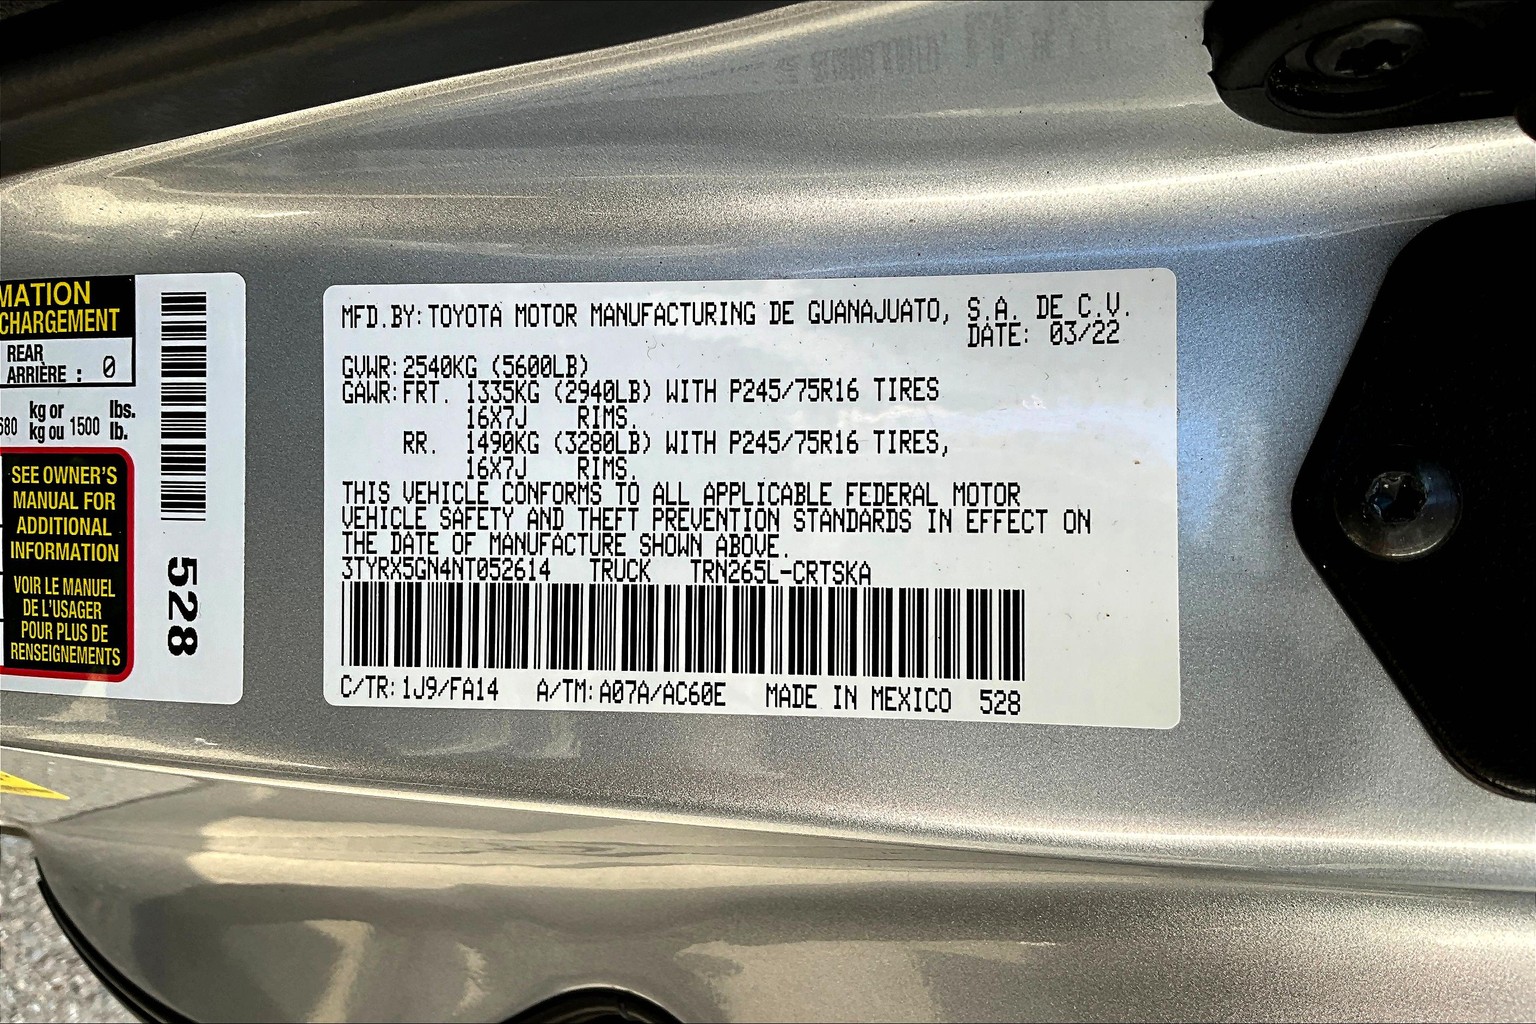 MATION
CHARGEMENT
REAR
ARRIÈRE : 0
680 kg or 1500 lbs.
kg ou lb.
SEE OWNER'S
MANUAL FOR
ADDITIONAL
INFORMATION
VOIR LE MANUEL
DE L'USAGER
POUR PLUS DE
RENSEIGNEMENTS
528
MFD.BY:TOYOTA MOTOR MANUFACTURING DE GUANAJUATO, S.A. DE C.V.
DATE: 03/22
GVWR:2540KG (5600LB)
GAWR:FRT. 1335KG (2940LB) WITH P245/75R16 TIRES
16X7J RIMS.
RR. 1490KG (3280LB) WITH P245/75R16 TIRES,
16X7J RIMS.
THIS VEHICLE CONFORMS TO ALL APPLICABLE FEDERAL MOTOR
VEHICLE SAFETY AND THEFT PREVENTION STANDARDS IN EFFECT ON
THE DATE OF MANUFACTURE SHOWN ABOVE.
3TYRX5GN4NT052614 TRUCK TRN265L-CRTSKA
C/TR:1J9/FA14 A/TM:A07A/AC60E MADE IN MEXICO 528